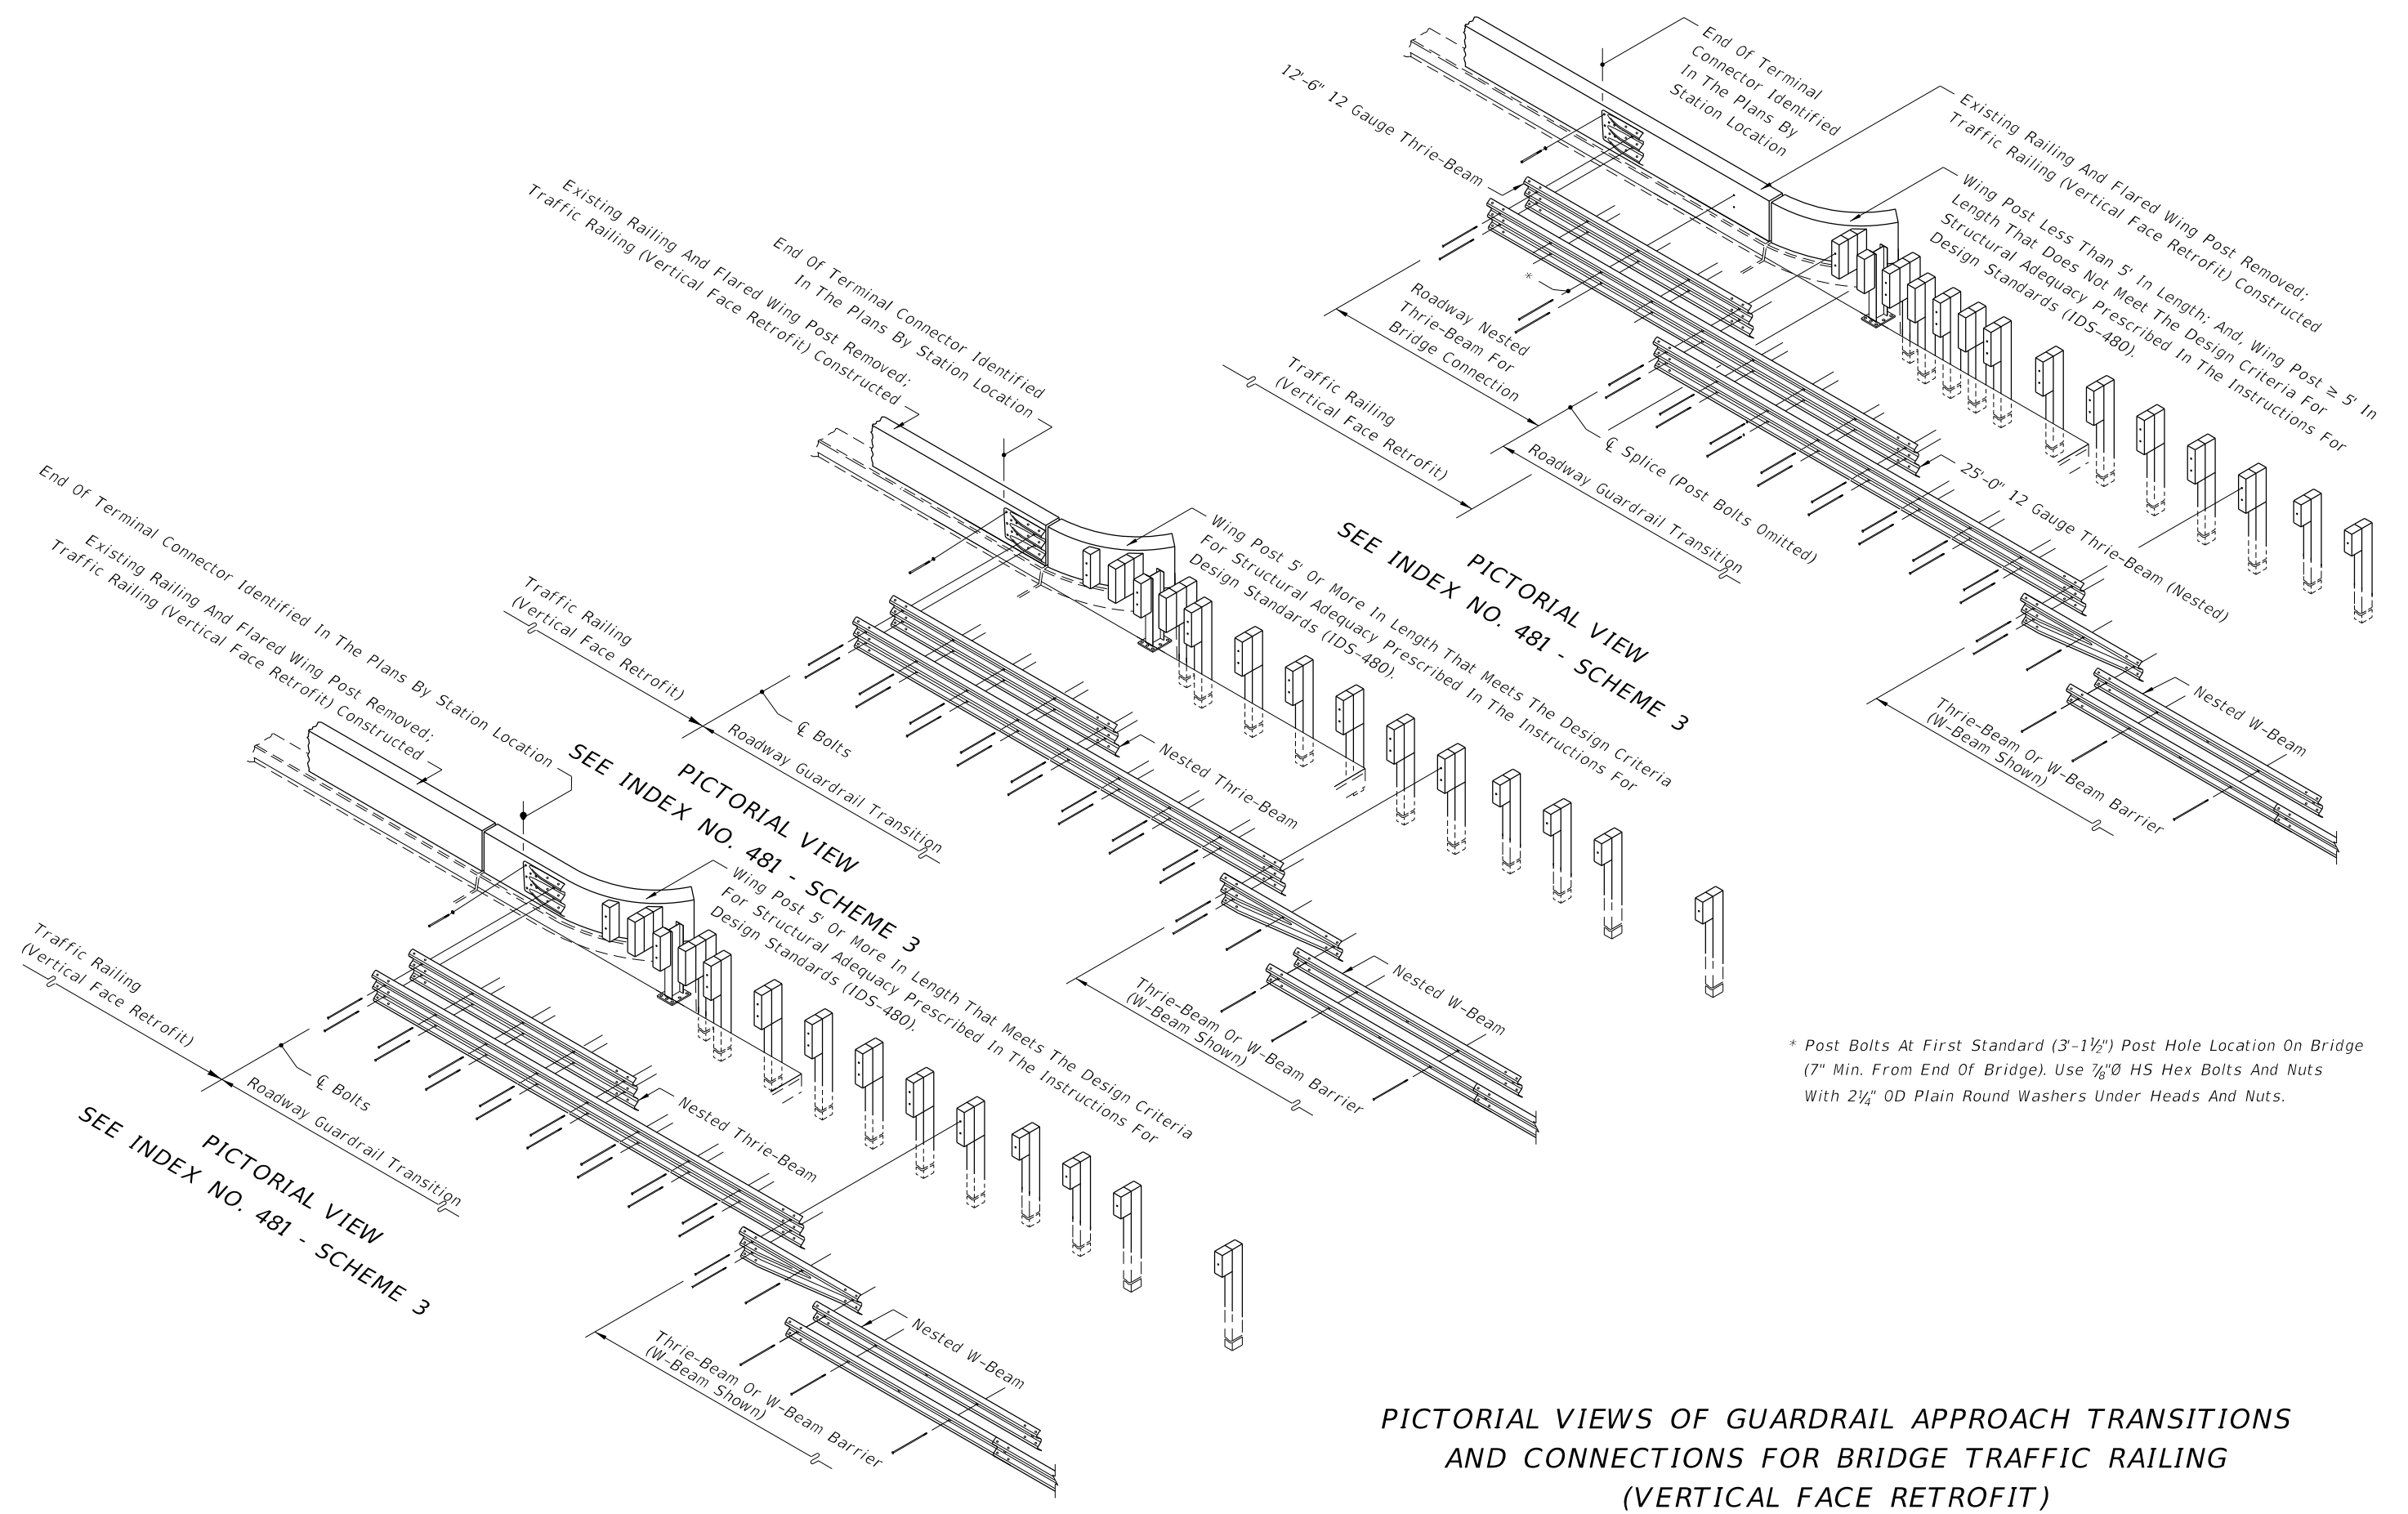 End Of Terminal
Connector Identified
In The Plans By
Station Location
12'-6" 12 Gauge Thrie-Beam
Existing Railing And Flared Wing Post Removed;
Traffic Railing (Vertical Face Retrofit) Constructed
Wing Post Less Than 5' In Length; And, Wing Post ≥ 5' In
Length That Does Not Meet The Design Criteria For
Structural Adequacy Prescribed In The Instructions For
Design Standards (IDS-480).
*
Roadway Nested
Thrie-Beam For
Bridge Connection
Traffic Railing
(Vertical Face Retrofit)
℄ Splice (Post Bolts Omitted)
Roadway Guardrail Transition
25'-0" 12 Gauge Thrie-Beam (Nested)
PICTORIAL VIEW
SEE INDEX NO. 481 - SCHEME 3
Nested W-Beam
Thrie-Beam Or W-Beam Barrier
(W-Beam Shown)
Existing Railing And Flared Wing Post Removed;
Traffic Railing (Vertical Face Retrofit) Constructed
End Of Terminal Connector Identified
In The Plans By Station Location
Wing Post 5' Or More In Length That Meets The Design Criteria
For Structural Adequacy Prescribed In The Instructions For
Design Standards (IDS-480).
Traffic Railing
(Vertical Face Retrofit)
℄ Bolts
Roadway Guardrail Transition
Nested Thrie-Beam
PICTORIAL VIEW
SEE INDEX NO. 481 - SCHEME 3
Nested W-Beam
Thrie-Beam Or W-Beam Barrier
(W-Beam Shown)
End Of Terminal Connector Identified In The Plans By Station Location
Existing Railing And Flared Wing Post Removed;
Traffic Railing (Vertical Face Retrofit) Constructed
Wing Post 5' Or More In Length That Meets The Design Criteria
For Structural Adequacy Prescribed In The Instructions For
Design Standards (IDS-480).
Traffic Railing
(Vertical Face Retrofit)
℄ Bolts
Roadway Guardrail Transition
Nested Thrie-Beam
PICTORIAL VIEW
SEE INDEX NO. 481 - SCHEME 3
Nested W-Beam
Thrie-Beam Or W-Beam Barrier
(W-Beam Shown)
* Post Bolts At First Standard (3'-1½") Post Hole Location On Bridge
(7" Min. From End Of Bridge). Use ⅞"Ø HS Hex Bolts And Nuts
With 2¼" OD Plain Round Washers Under Heads And Nuts.
PICTORIAL VIEWS OF GUARDRAIL APPROACH TRANSITIONS
AND CONNECTIONS FOR BRIDGE TRAFFIC RAILING
(VERTICAL FACE RETROFIT)